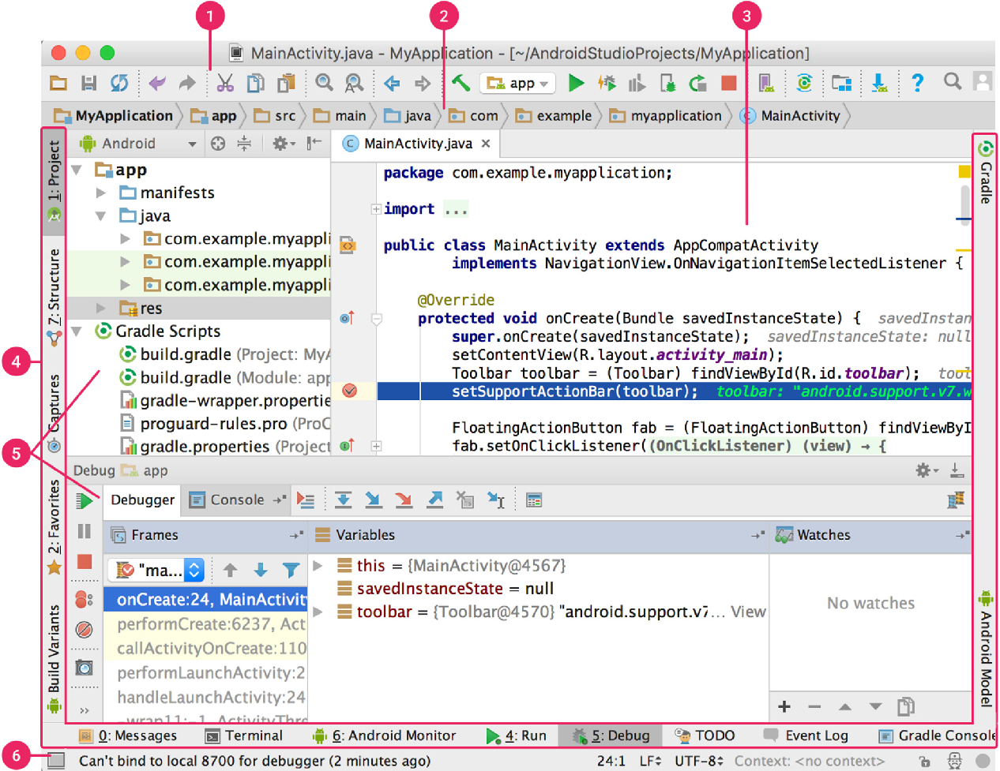 1
2
3
MainActivity.java - MyApplication - [~/AndroidStudioProjects/MyApplication]
app
?
MyApplication
app
src
main
java
com
example
myapplication
C MainActivity
1: Project
7: Structure
Captures
2: Favorites
Build Variants
4
5
6
Android
app
manifests
java
com.example.myappli
com.example.myappli
com.example.myappli
res
Gradle Scripts
build.gradle (Project: MyA
build.gradle (Module: app
gradle-wrapper.propertie
proguard-rules.pro (ProC
gradle.properties (Project
C MainActivity.java ×
package com.example.myapplication;
import ...
public class MainActivity extends AppCompatActivity
implements NavigationView.OnNavigationItemSelectedListener {
@Override
protected void onCreate(Bundle savedInstanceState) { savedInstan
super.onCreate(savedInstanceState); savedInstanceState: null
setContentView(R.layout.activity_main);
Toolbar toolbar = (Toolbar) findViewById(R.id.toolbar); tool
setSupportActionBar(toolbar); toolbar: "android.support.v7.w
FloatingActionButton fab = (FloatingActionButton) findViewByI
fab.setOnClickListener((OnClickListener) (view) → {
Gradle
Android Model
Debug app
Debugger
Console
Frames
Variables
Watches
"ma...
onCreate:24, MainActivit
performCreate:6237, Act
callActivityOnCreate:110
performLaunchActivity:2
handleLaunchActivity:24
-wrap11:-1, ActivityThre
this = {MainActivity@4567}
savedInstanceState = null
toolbar = {Toolbar@4570} "android.support.v7... View
No watches
0: Messages
Terminal
6: Android Monitor
4: Run
5: Debug
TODO
Event Log
Gradle Console
Can't bind to local 8700 for debugger (2 minutes ago)
24:1
LF
UTF-8
Context: <no context>